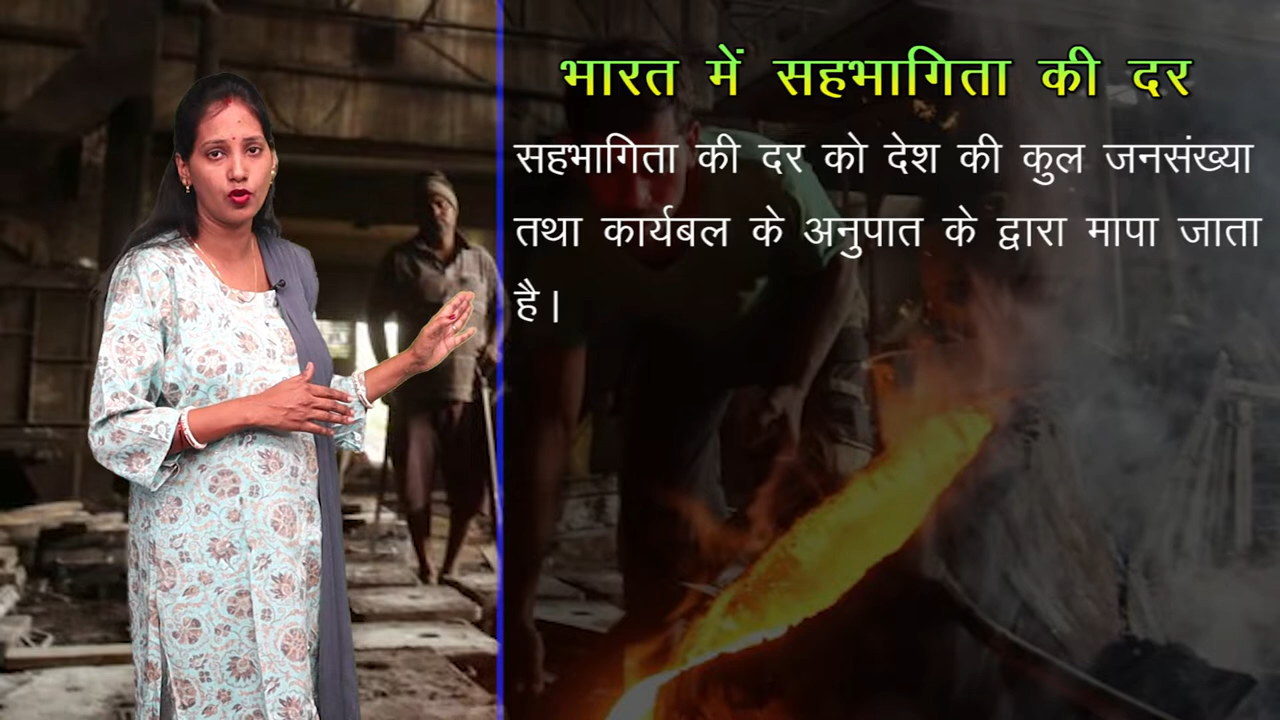 भारत में सहभागिता की दर
सहभागिता की दर को देश की कुल जनसंख्या
तथा कार्यबल के अनुपात के द्वारा मापा जाता
है।